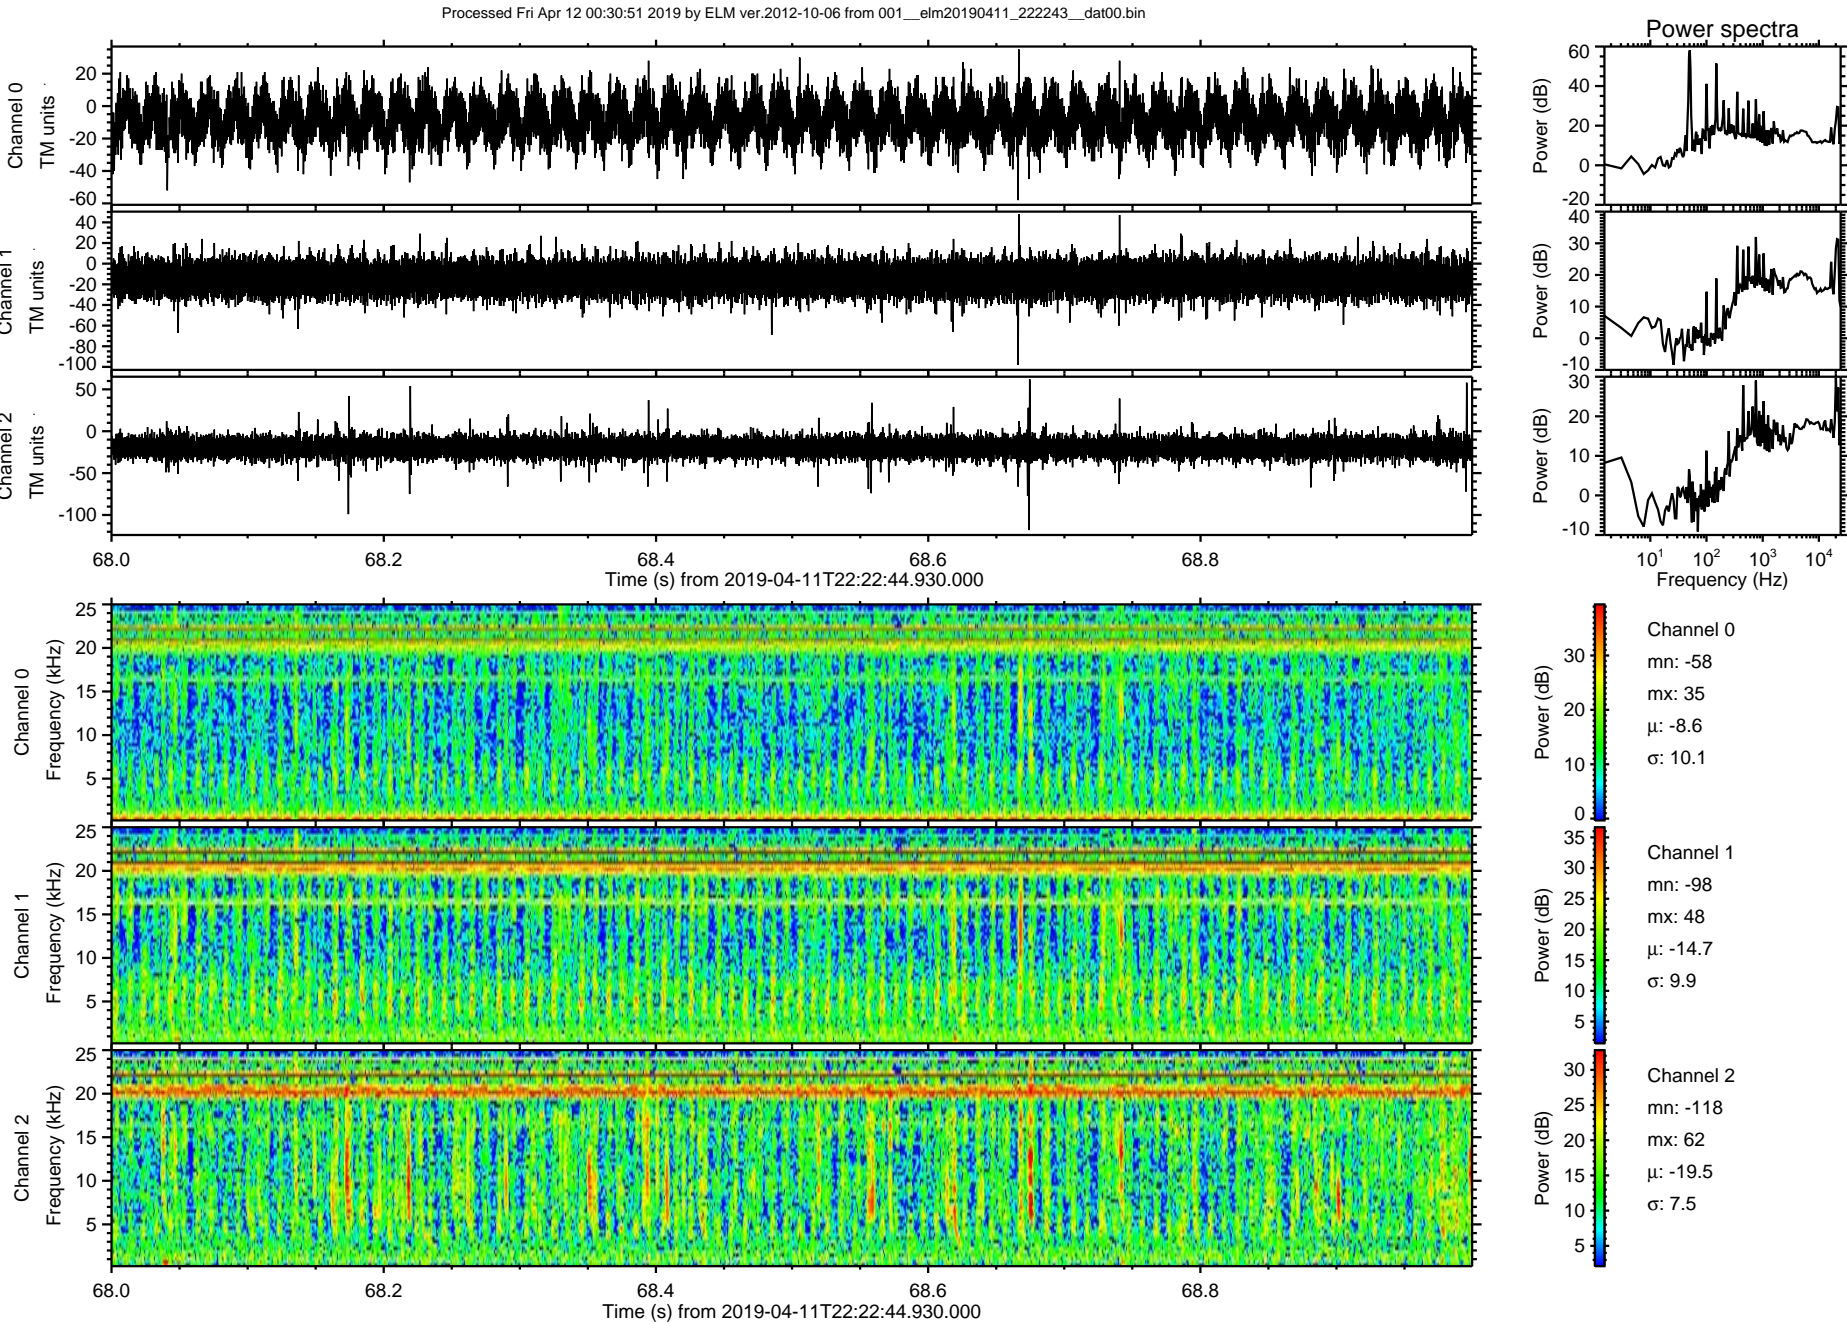 Processed Fri Apr 12 00:30:51 2019 by ELM ver.2012-10-06 from 001__elm20190411_222243__dat00.bin
Power spectra
Channel 0
TM units
20
0
-20
-40
-60
Power (dB)
60
40
20
0
-20
Channel 1
TM units
40
20
0
-20
-40
-60
-80
-100
Power (dB)
40
30
20
10
0
-10
Channel 2
TM units
50
0
-50
-100
Power (dB)
30
20
10
0
-10
68.0 68.2 68.4 68.6 68.8
Time (s) from 2019-04-11T22:22:44.930.000
10^1 10^2 10^3 10^4
Frequency (Hz)
Channel 0
Frequency (kHz)
25
20
15
10
5
Power (dB)
30
20
10
0
Channel 0
mn: -58
mx: 35
μ: -8.6
σ: 10.1
Channel 1
Frequency (kHz)
25
20
15
10
5
Power (dB)
35
30
25
20
15
10
5
Channel 1
mn: -98
mx: 48
μ: -14.7
σ: 9.9
Channel 2
Frequency (kHz)
25
20
15
10
5
Power (dB)
30
25
20
15
10
5
Channel 2
mn: -118
mx: 62
μ: -19.5
σ: 7.5
68.0 68.2 68.4 68.6 68.8
Time (s) from 2019-04-11T22:22:44.930.000